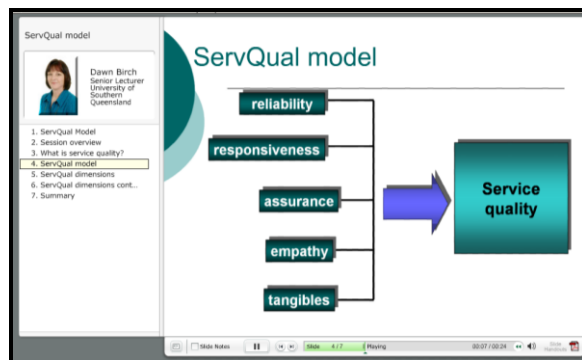 ServQual model
Dawn Birch
Senior Lecturer
University of
Southern
Queensland
1. ServQual Model
2. Session overview
3. What is service quality?
4. ServQual model
5. ServQual dimensions
6. ServQual dimensions cont...
7. Summary
ServQual model
reliability
responsiveness
assurance
empathy
tangibles
Service
quality
Slide Notes
Slide 4 / 7 Playing
00:07 / 00:24